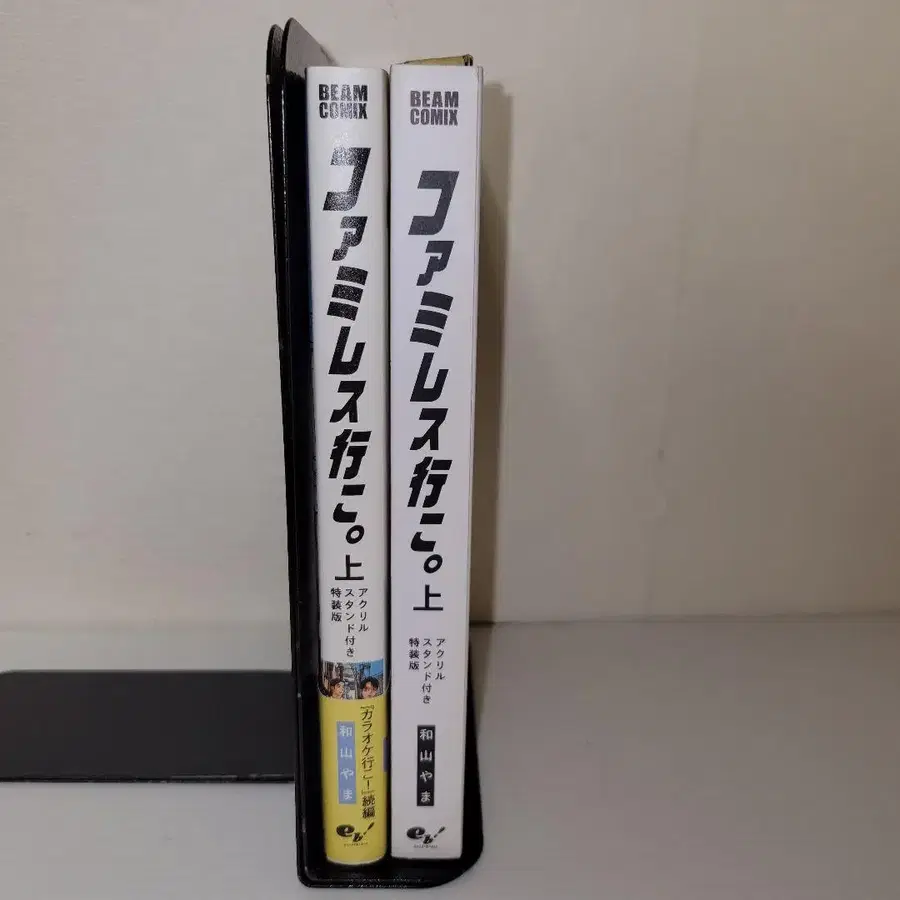 BEAM
COMIX
ファミレス行こ。
上
アクリル
スタンド付き
特装版
『カラオケ行こ!』続編
和山やま
eb!
BEAM
COMIX
ファミレス行こ。
上
アクリル
スタンド付き
特装版
和山やま
eb!